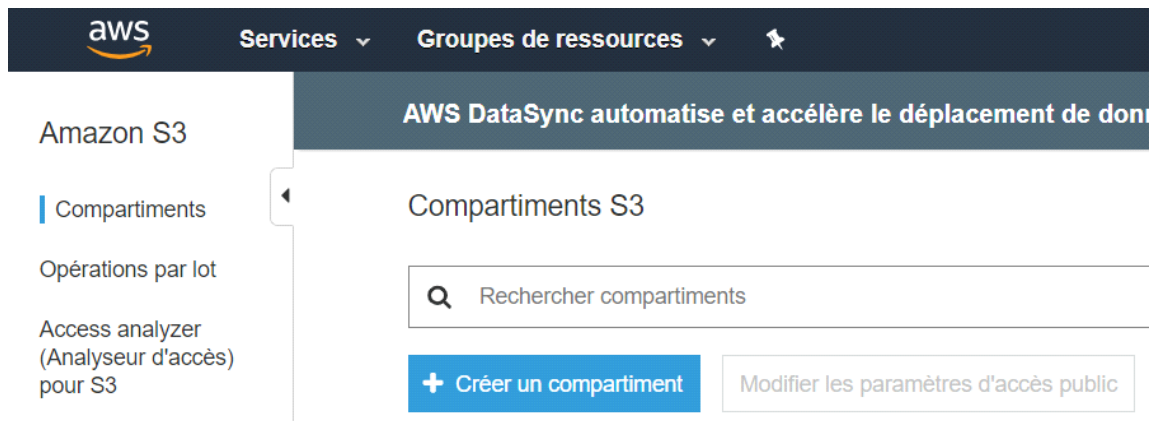 aws
Services
Groupes de ressources
AWS DataSync automatise et accélère le déplacement de
Amazon S3
Compartiments
Opérations par lot
Access analyzer
(Analyseur d'accès)
pour S3
Compartiments S3
Rechercher compartiments
Créer un compartiment
Modifier les paramètres d'accès public